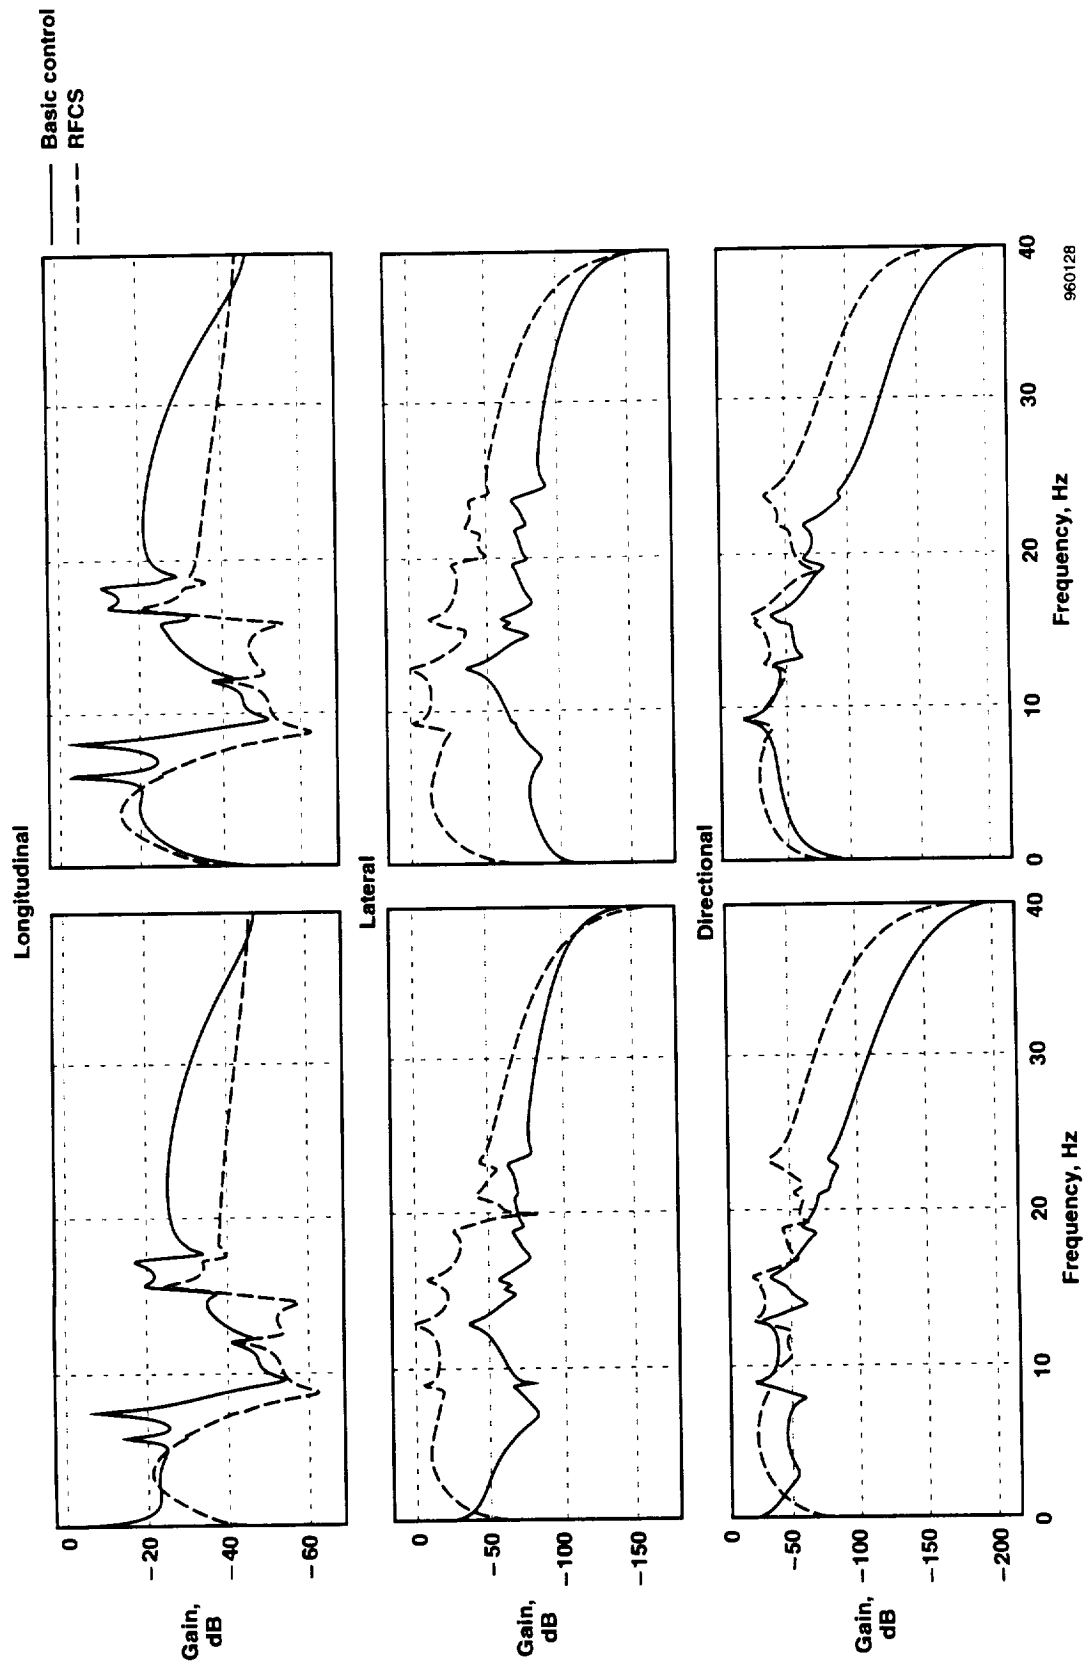 Basic control
RFCS
Longitudinal
0
−20
−40
−60
Gain,
dB
Lateral
0
−50
−100
−150
Gain,
dB
Directional
0
−50
−100
−150
−200
Gain,
dB
0
10
20
30
40
Frequency, Hz
0
10
20
30
40
Frequency, Hz
960128